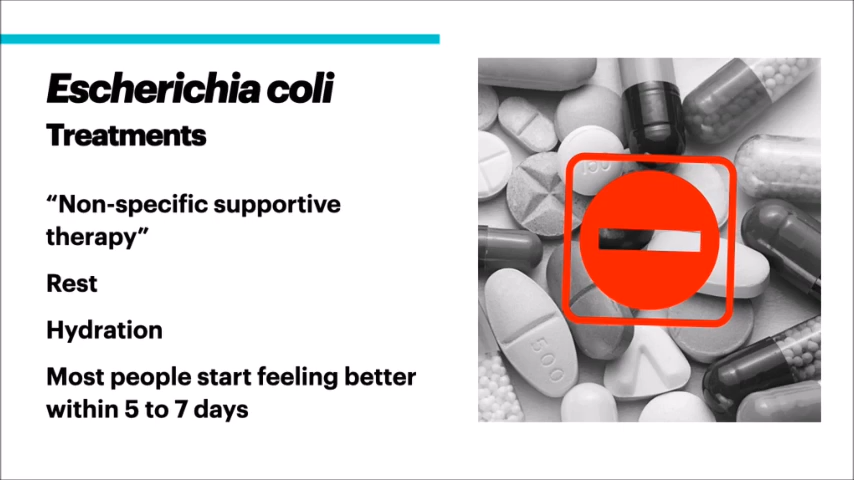 Escherichia coli
Treatments
“Non-specific supportive
therapy”
Rest
Hydration
Most people start feeling better
within 5 to 7 days
500